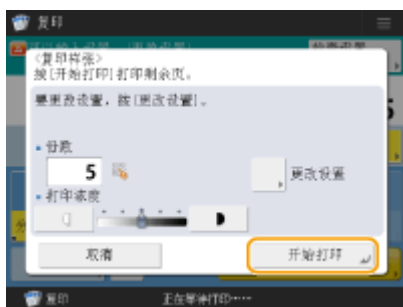 复印
<复印样张>
按[开始打印]打印剩余页。
要更改设置，按[更改设置]。
份数
5
更改设置
打印浓度
取消
开始打印
复印
正在等待打印·····